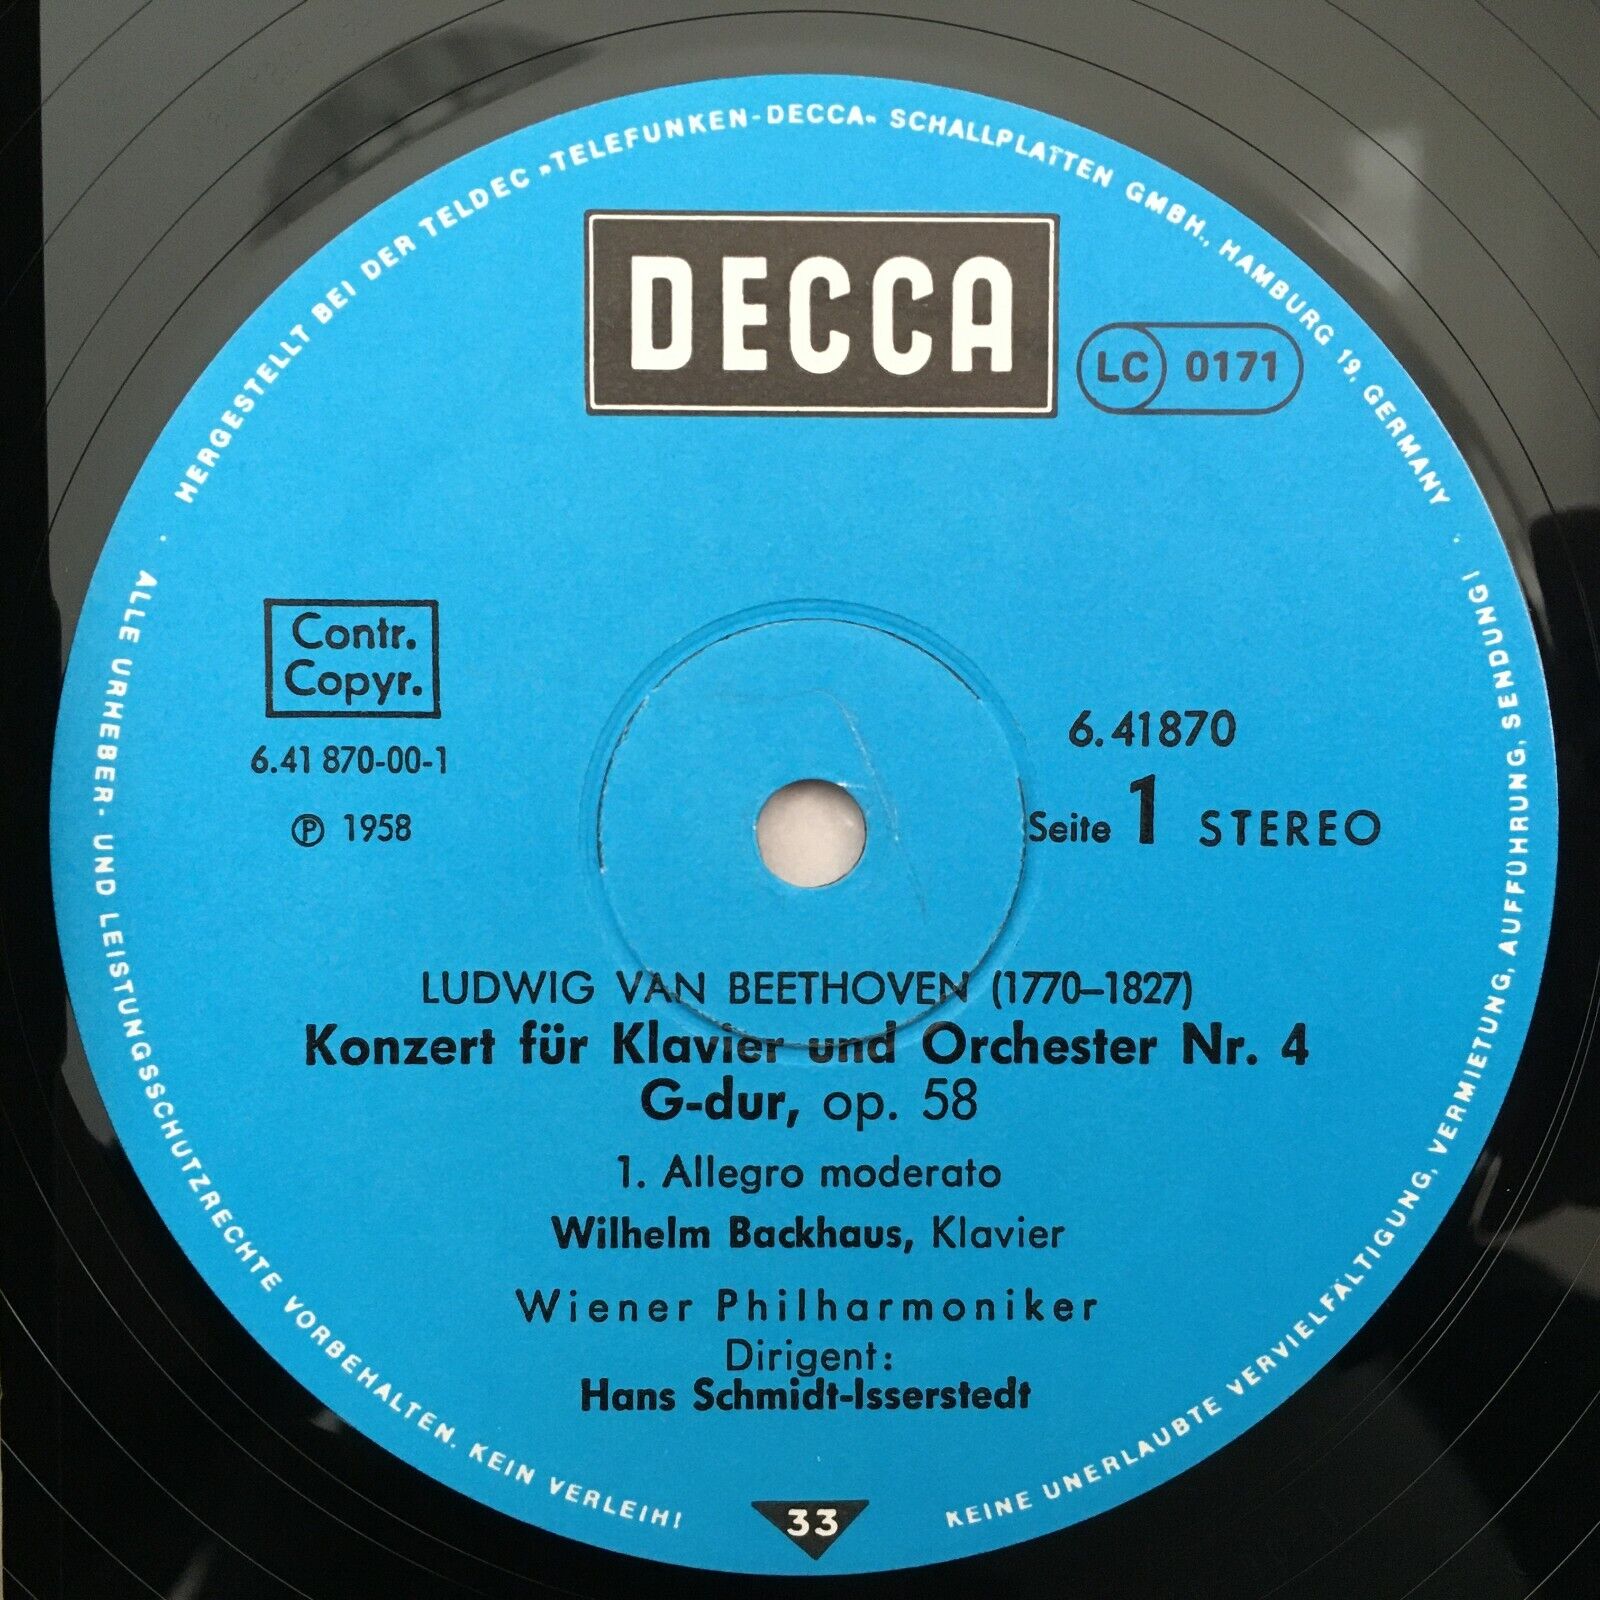 HERGESTELLT BEI DER TELDEC »TELEFUNKEN-DECCA« SCHALLPLATTEN GMBH., HAMBURG 19, GERMANY
DECCA
LC 0171
Contr.
Copyr.
6.41 870-00-1
Ⓟ 1958
6.41870
Seite 1 STEREO
LUDWIG VAN BEETHOVEN (1770–1827)
Konzert für Klavier und Orchester Nr. 4
G-dur, op. 58
1. Allegro moderato
Wilhelm Backhaus, Klavier
Wiener Philharmoniker
Dirigent:
Hans Schmidt-Isserstedt
33
ALLE URHEBER- UND LEISTUNGSSCHUTZRECHTE VORBEHALTEN. KEIN VERLEIH!
KEINE UNERLAUBTE VERVIELFÄLTIGUNG, VERMIETUNG, AUFFÜHRUNG, SENDUNG!